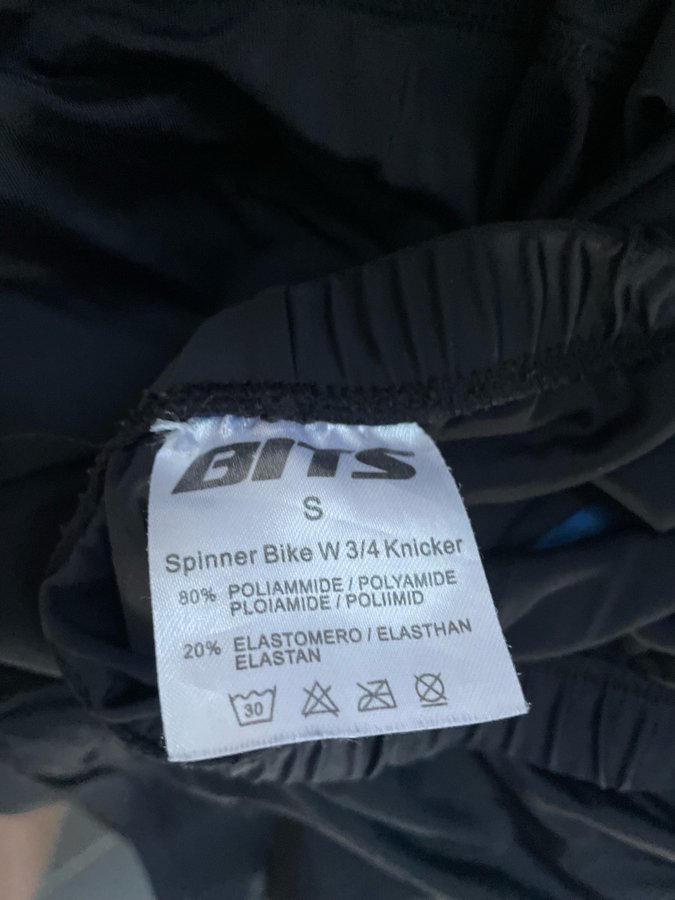 BITS
S
Spinner Bike W 3/4 Knicker
80% POLIAMMIDE / POLYAMIDE
PLOIAMIDE / POLIIMID
20% ELASTOMERO / ELASTHAN
ELASTAN
30